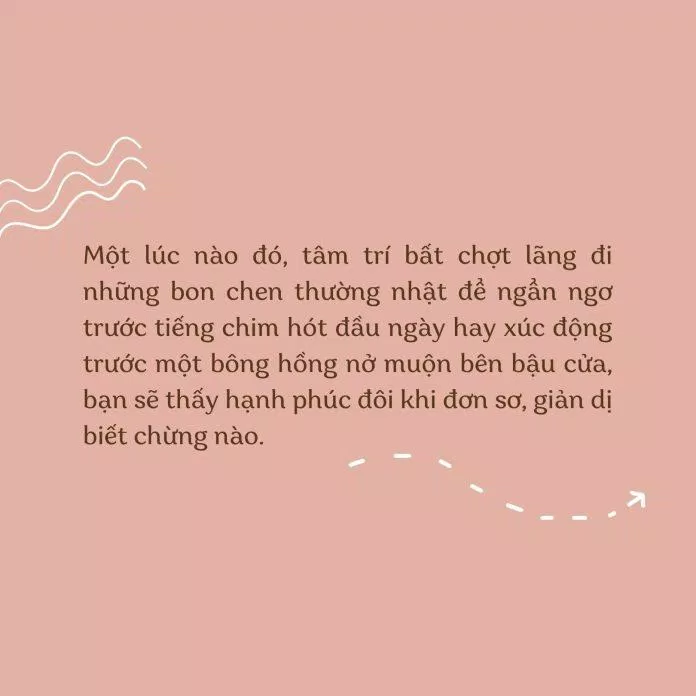 Một lúc nào đó, tâm trí bất chợt lãng đi
những bon chen thường nhật để ngẩn ngơ
trước tiếng chim hót đầu ngày hay xúc động
trước một bông hồng nở muộn bên bậu cửa,
bạn sẽ thấy hạnh phúc đôi khi đơn sơ, giản dị
biết chừng nào.